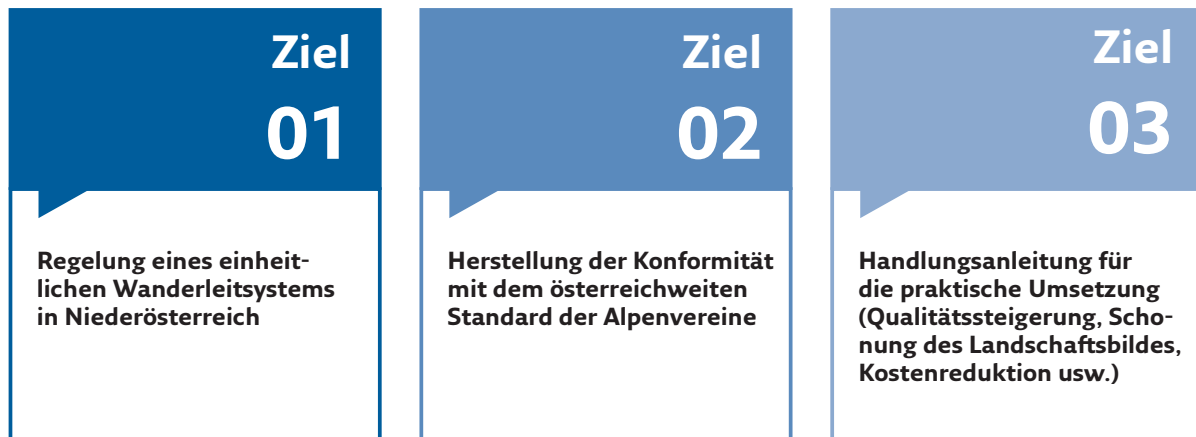 Ziel
01
Regelung eines einheit-
lichen Wanderleitsystems
in Niederösterreich
Ziel
02
Herstellung der Konformität
mit dem österreichweiten
Standard der Alpenvereine
Ziel
03
Handlungsanleitung für
die praktische Umsetzung
(Qualitätssteigerung, Scho-
nung des Landschaftsbildes,
Kostenreduktion usw.)